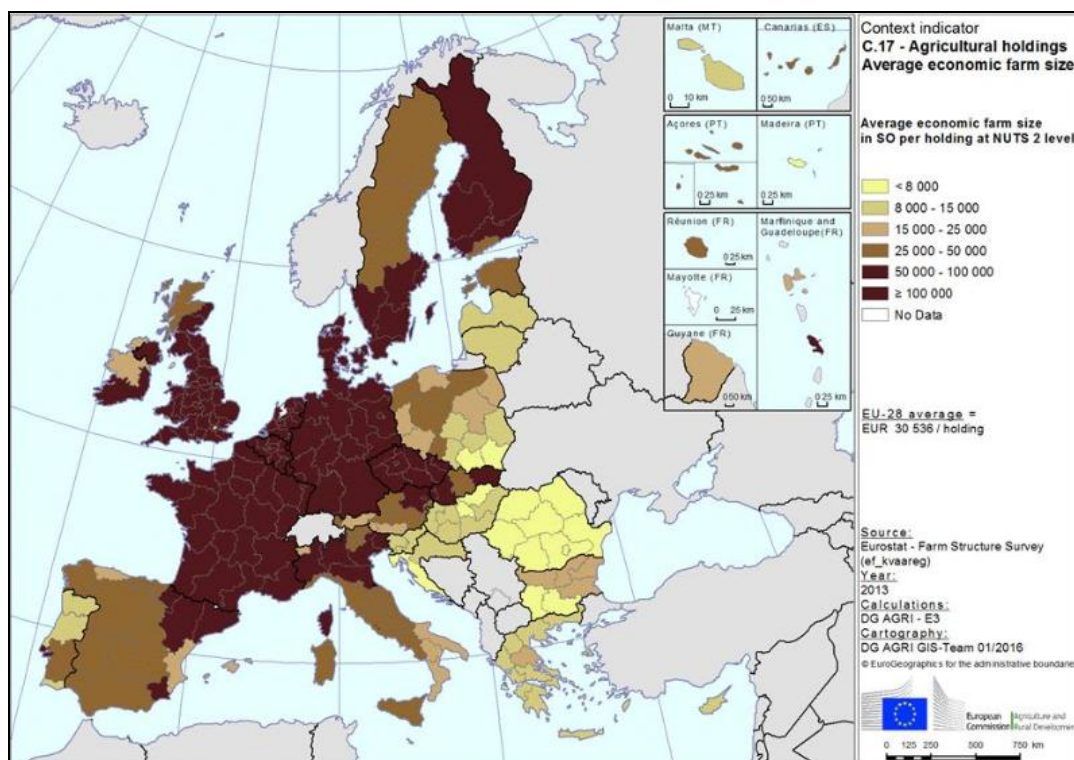 Malta (MT)
0 10 km
Canarias (ES)
0 50 km
Açores (PT)
0 25 km
Madeira (PT)
0 25 km
Réunion (FR)
0 25 km
Martinique and
Guadeloupe(FR)
Mayotte (FR)
0 25 km
Guyane (FR)
0 50 km
0 25 km
Context indicator
C.17 - Agricultural holdings
Average economic farm size
Average economic farm size
in SO per holding at NUTS 2 level
< 8 000
8 000 - 15 000
15 000 - 25 000
25 000 - 50 000
50 000 - 100 000
≥ 100 000
No Data
EU-28 average =
EUR 30 536 / holding
Source:
Eurostat - Farm Structure Survey
(ef_kvaareg)
Year:
2013
Calculations:
DG AGRI - E3
Cartography:
DG AGRI GIS-Team 01/2016
© EuroGeographics for the administrative boundarie
European
Commission
Agriculture and
Rural Developmen
0 125 250 500 750 km